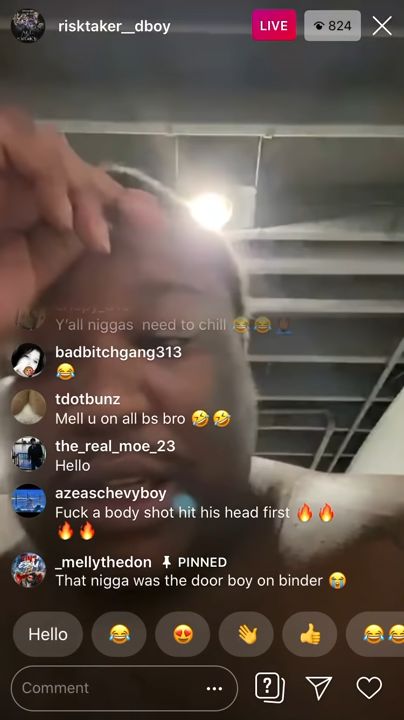 risktaker__dboy
LIVE
824
Y'all niggas need to chill 😂😂
badbitchgang313
😂
tdotbunz
Mell u on all bs bro 🤣🤣
the_real_moe_23
Hello
azeaschevyboy
Fuck a body shot hit his head first 🔥🔥
🔥🔥
_mellythedon PINNED
That nigga was the door boy on binder 😭
Hello
Comment